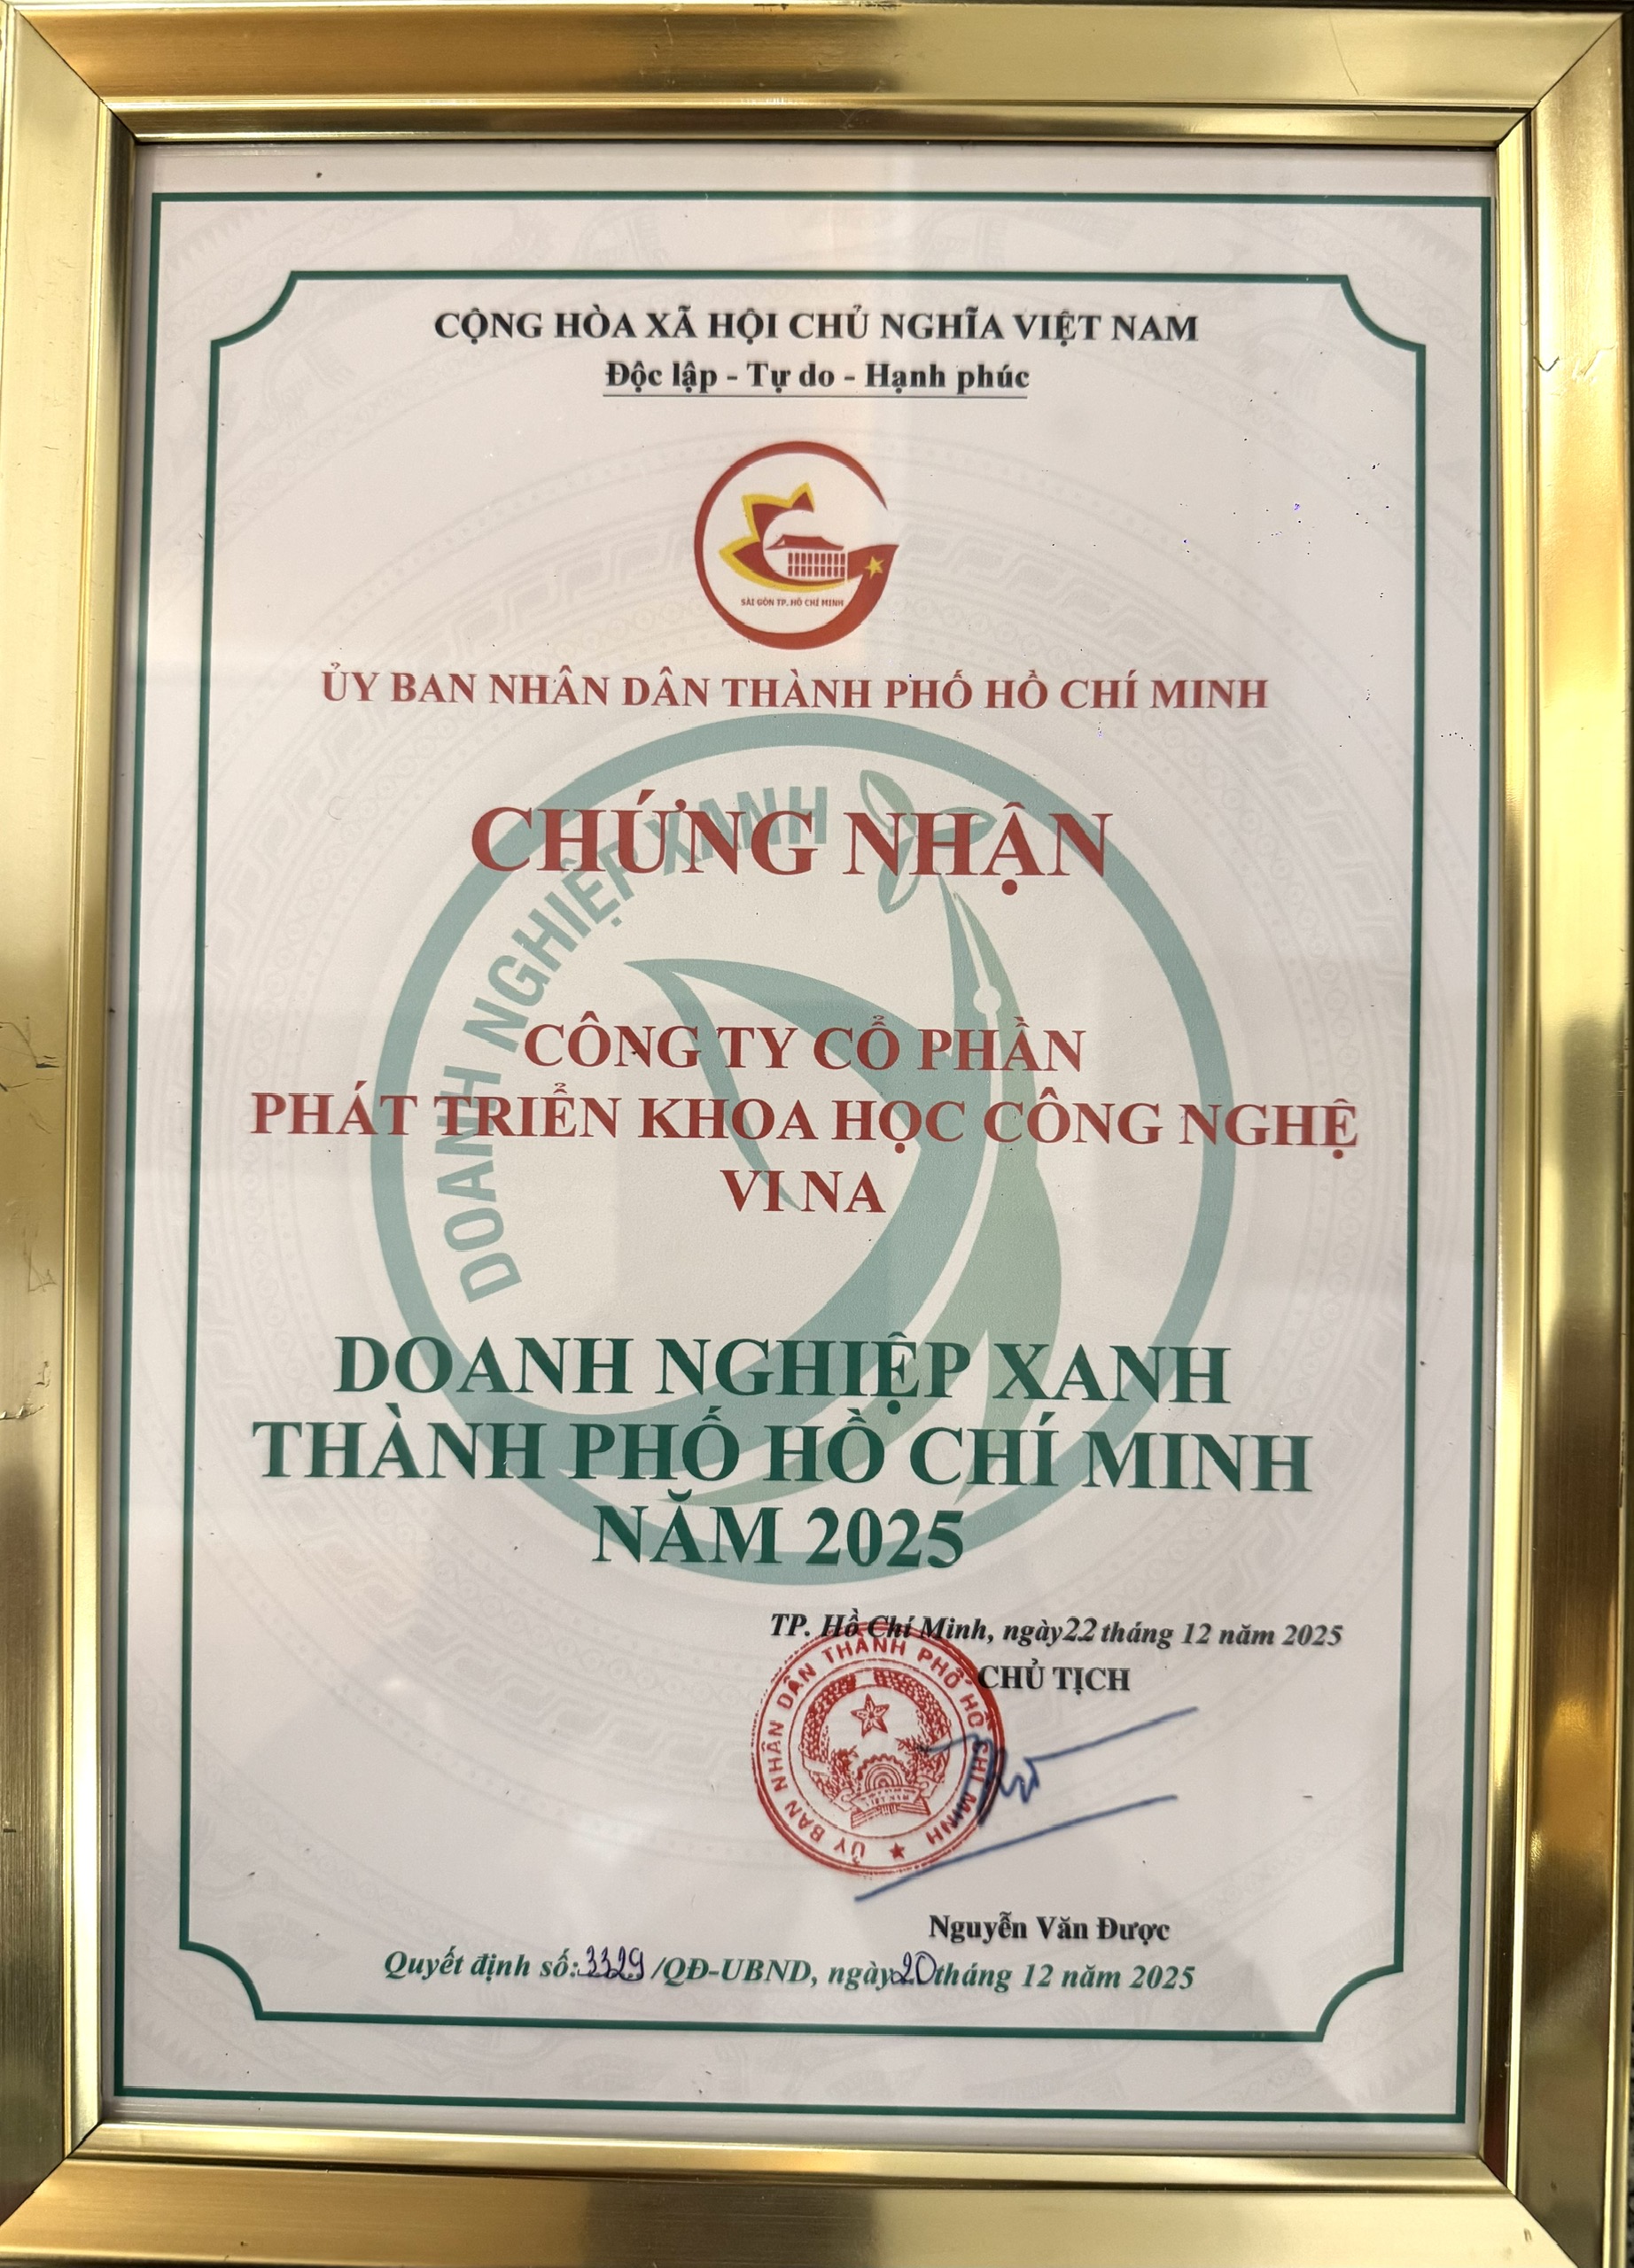 CỘNG HÒA XÃ HỘI CHỦ NGHĨA VIỆT NAM
Độc lập - Tự do - Hạnh phúc
SÀI GÒN TP. HỒ CHÍ MINH
ỦY BAN NHÂN DÂN THÀNH PHỐ HỒ CHÍ MINH
DOANH NGHIỆP XANH
CHỨNG NHẬN
CÔNG TY CỔ PHẦN
PHÁT TRIỂN KHOA HỌC CÔNG NGHỆ
VI NA
DOANH NGHIỆP XANH
THÀNH PHỐ HỒ CHÍ MINH
NĂM 2025
TP. Hồ Chí Minh, ngày 22 tháng 12 năm 2025
CHỦ TỊCH
ỦY BAN NHÂN DÂN THÀNH PHỐ HỒ CHÍ MINH
VIỆT NAM
Nguyễn Văn Được
Quyết định số: 3329 /QĐ-UBND, ngày 20 tháng 12 năm 2025